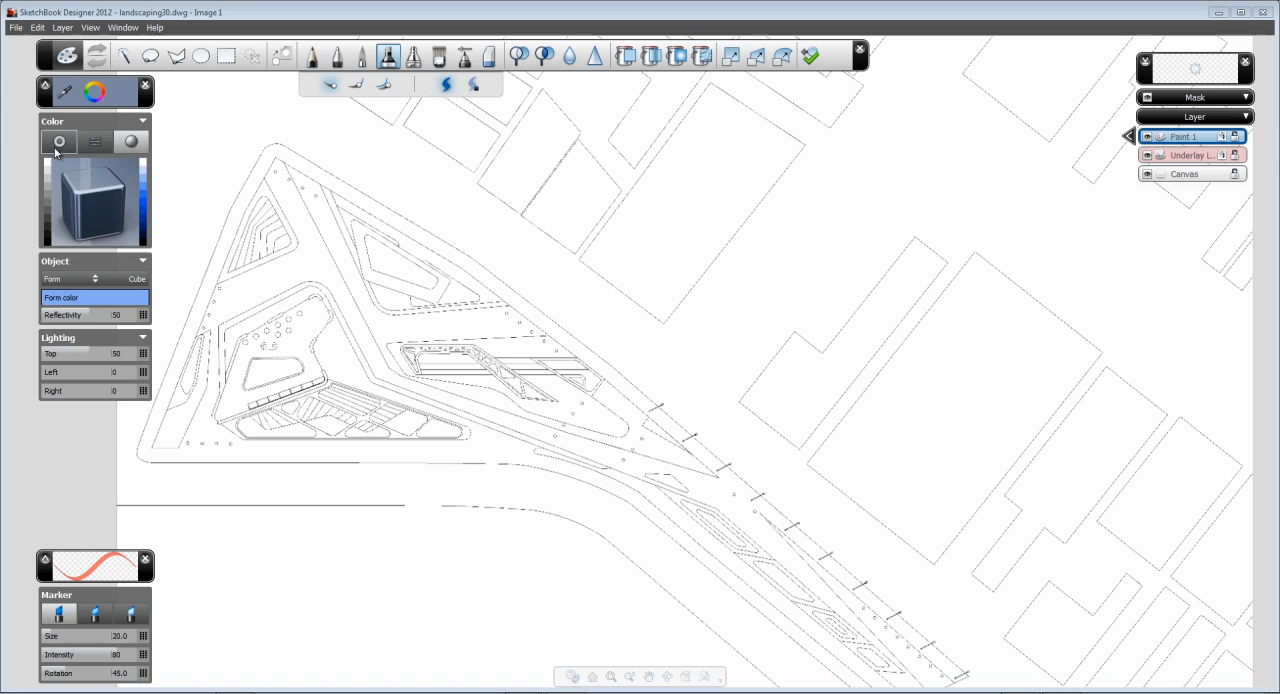 SketchBook Designer 2012 - landscaping30.dwg - Image 1
File Edit Layer View Window Help
Color
Object
Form Cube
Form color
Reflectivity 50
Lighting
Top 50
Left 0
Right 0
Marker
Size 20.0
Intensity 80
Rotation 45.0
Mask
Layer
Paint 1
Underlay L...
Canvas